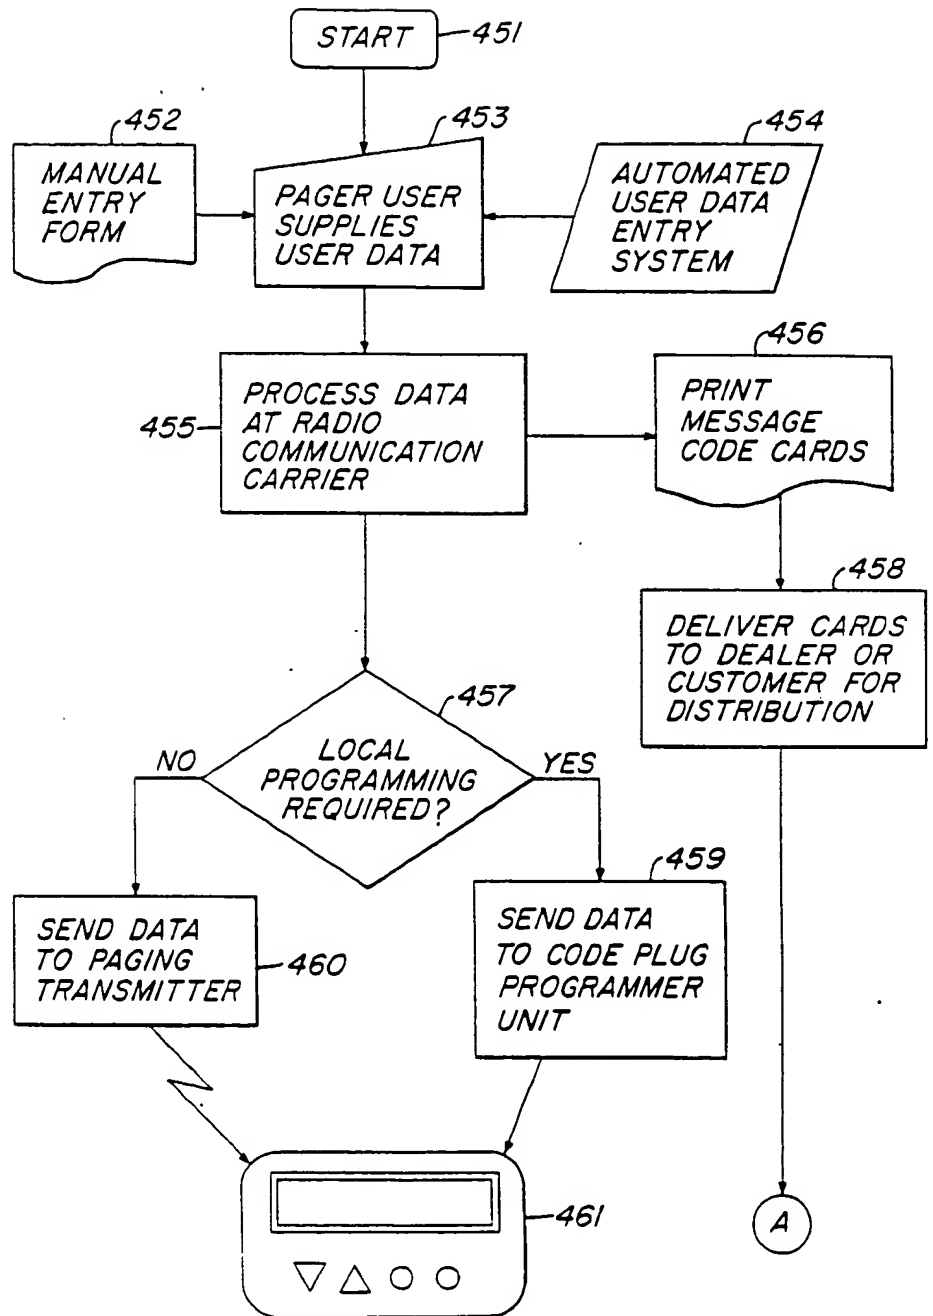 START
451
452
453
454
MANUAL
ENTRY
FORM
PAGER USER
SUPPLIES
USER DATA
AUTOMATED
USER DATA
ENTRY
SYSTEM
455
PROCESS DATA
AT RADIO
COMMUNICATION
CARRIER
456
PRINT
MESSAGE
CODE CARDS
458
DELIVER CARDS
TO DEALER OR
CUSTOMER FOR
DISTRIBUTION
457
NO
LOCAL
PROGRAMMING
REQUIRED?
YES
459
SEND DATA
TO PAGING
TRANSMITTER
460
SEND DATA
TO CODE PLUG
PROGRAMMER
UNIT
461
A